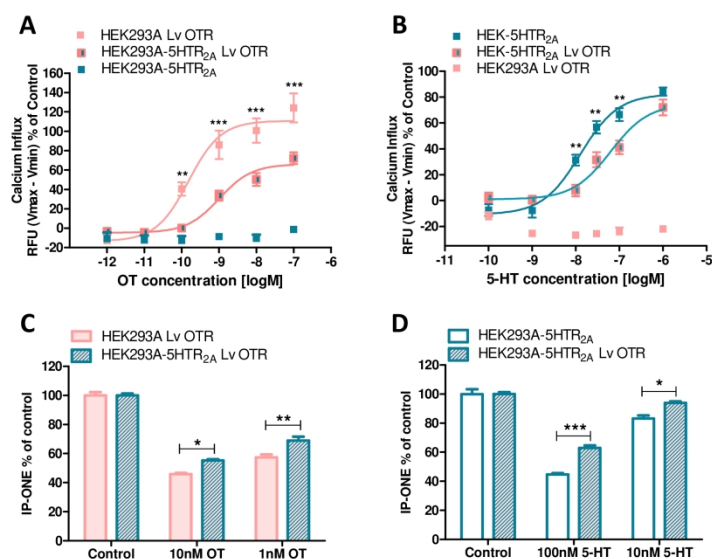 A
HEK293A Lv OTR
HEK293A-5HTR2A Lv OTR
HEK293A-5HTR2A
Calcium Influx
RFU (Vmax - Vmin) % of Control
160
140
120
100
80
60
40
20
0
-20
**
***
***
***
-12 -11 -10 -9 -8 -7 -6
OT concentration [logM]
B
HEK-5HTR2A
HEK-5HTR2A Lv OTR
HEK293A Lv OTR
Calcium Influx
RFU (Vmax - Vmin) % of Control
100
80
60
40
20
0
-20
**
**
**
-11 -10 -9 -8 -7 -6 -5
5-HT concentration [logM]
C
HEK293A Lv OTR
HEK293A-5HTR2A Lv OTR
IP-ONE % of control
120
100
80
60
40
20
0
*
**
Control 10nM OT 1nM OT
D
HEK293A-5HTR2A
HEK293A-5HTR2A Lv OTR
IP-ONE % of control
120
100
80
60
40
20
0
***
*
Control 100nM 5-HT 10nM 5-HT